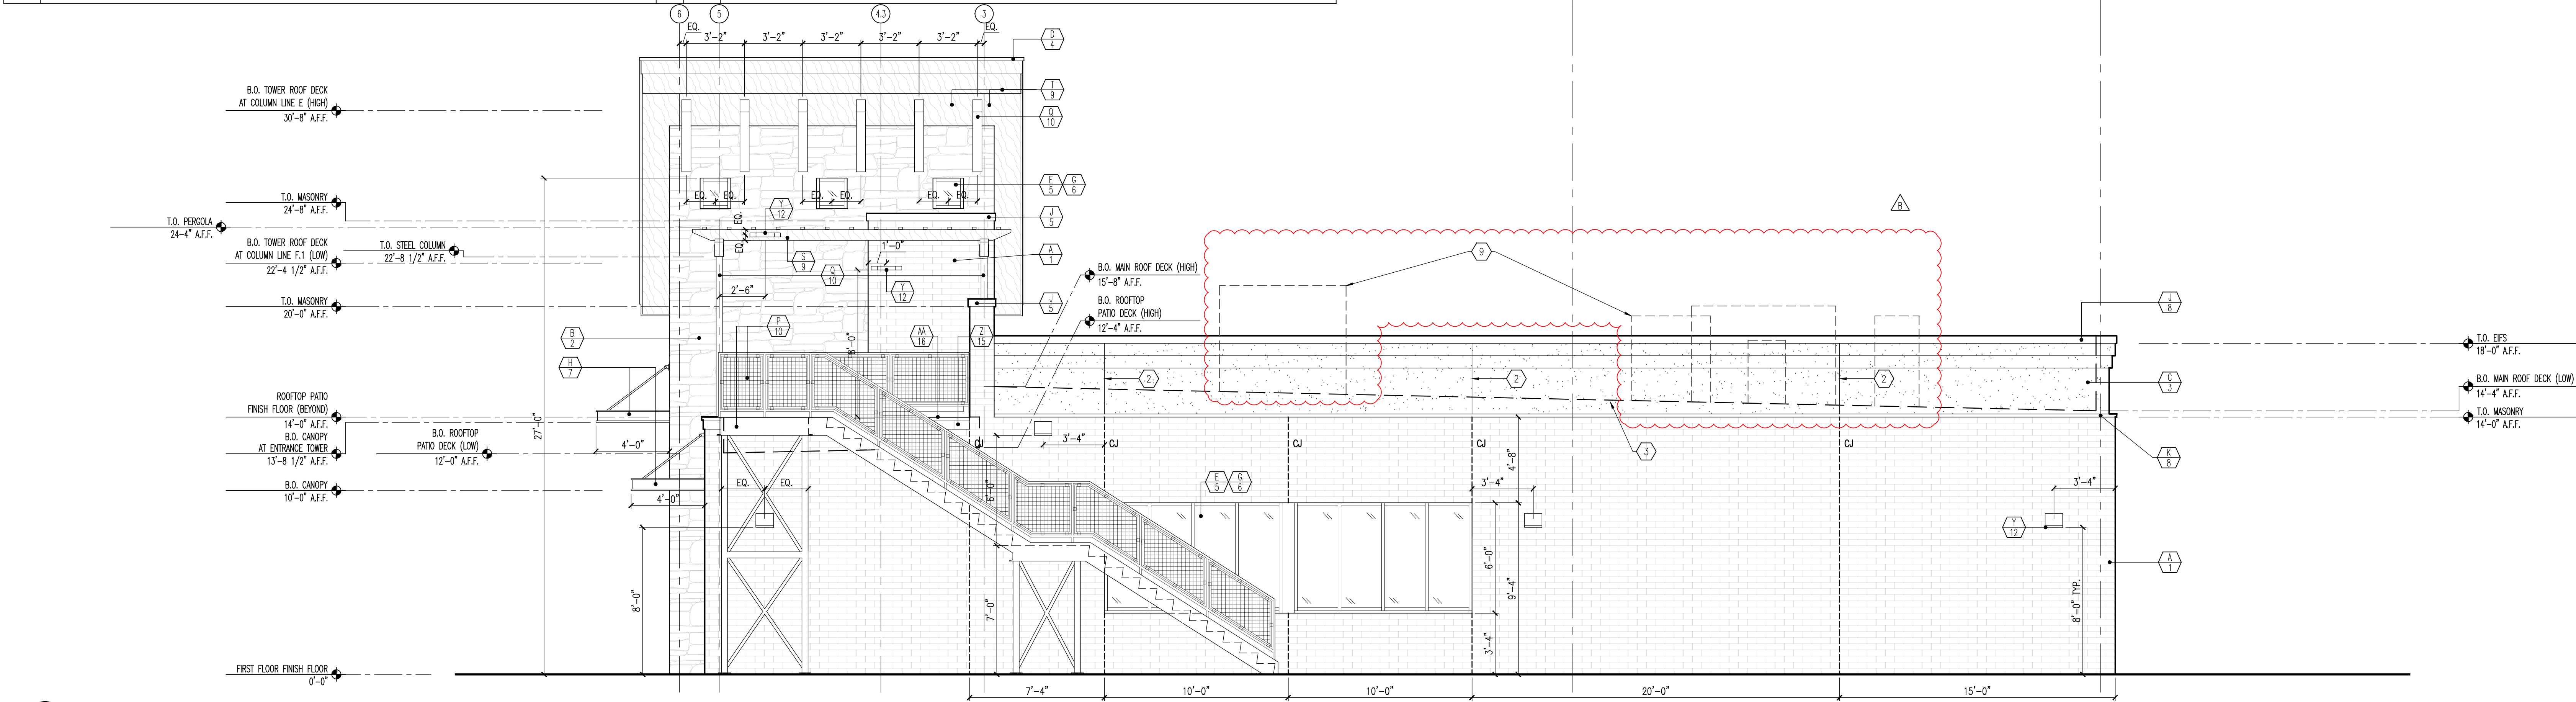 6
5
4.3
3
EQ.
3'-2"
3'-2"
3'-2"
3'-2"
3'-2"
EQ.
D
4
T
9
Q
10
B.O. TOWER ROOF DECK
AT COLUMN LINE E (HIGH)
30'-8" A.F.F.
T.O. MASONRY
24'-8" A.F.F.
T.O. PERGOLA
24-4" A.F.F.
B.O. TOWER ROOF DECK
AT COLUMN LINE F.1 (LOW)
22'-4 1/2" A.F.F.
T.O. STEEL COLUMN
22'-8 1/2" A.F.F.
T.O. MASONRY
20'-0" A.F.F.
EQ.
EQ.
EQ.
EQ.
EQ.
EQ.
E
5
G
6
Y
12
J
5
EQ.
EQ.
S
9
1'-0"
A
1
Q
10
2'-6"
Y
12
J
5
B.O. MAIN ROOF DECK (HIGH)
15'-8" A.F.F.
B.O. ROOFTOP
PATIO DECK (HIGH)
12'-4" A.F.F.
B
9
J
8
B
2
P
10
8'-0"
AA
16
Z1
15
H
7
2
2
2
T.O. EIFS
18'-0" A.F.F.
C
3
B.O. MAIN ROOF DECK (LOW)
14'-4" A.F.F.
T.O. MASONRY
14'-0" A.F.F.
ROOFTOP PATIO
FINISH FLOOR (BEYOND)
14'-0" A.F.F.
B.O. CANOPY
AT ENTRANCE TOWER
13'-8 1/2" A.F.F.
B.O. ROOFTOP
PATIO DECK (LOW)
12'-0" A.F.F.
B.O. CANOPY
10'-0" A.F.F.
27'-0"
4'-0"
4'-0"
CJ
3'-4"
CJ
CJ
CJ
CJ
3
K
8
EQ.
EQ.
6'-0"
E
5
G
6
4'-8"
3'-4"
3'-4"
Y
12
6'-0"
9'-4"
A
1
8'-0"
7'-0"
3'-4"
8'-0" TYP.
FIRST FLOOR FINISH FLOOR
0'-0"
7'-4"
10'-0"
10'-0"
20'-0"
15'-0"